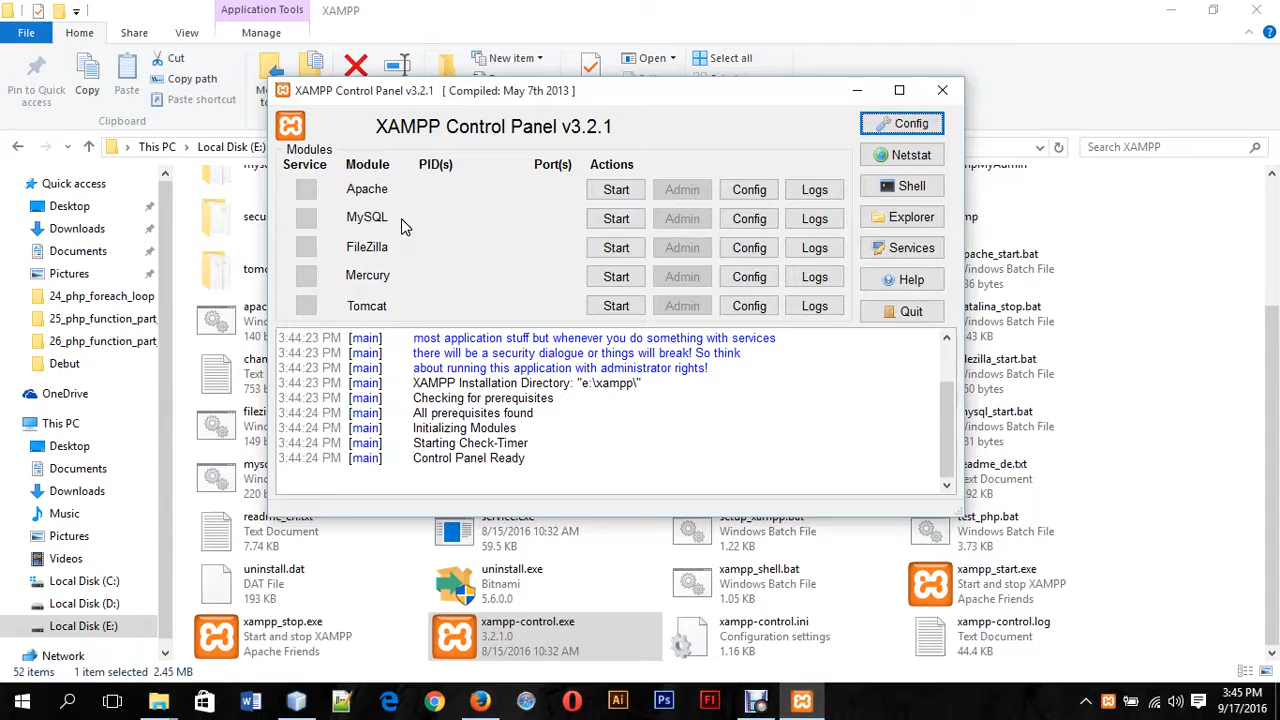 Application Tools
XAMPP
File
Home
Share
View
Manage
Pin to Quick
access
Copy
Paste
Cut
Copy path
Paste shortcut
Clipboard
New item
Open
Select all
This PC
Local Disk (E:)
Search XAMPP
XAMPP Control Panel v3.2.1 [ Compiled: May 7th 2013 ]
XAMPP Control Panel v3.2.1
Modules
Service
Module
PID(s)
Port(s)
Actions
Apache
Start
Admin
Config
Logs
MySQL
Start
Admin
Config
Logs
FileZilla
Start
Admin
Config
Logs
Mercury
Start
Admin
Config
Logs
Tomcat
Start
Admin
Config
Logs
Config
Netstat
Shell
Explorer
Services
Help
Quit
3:44:23 PM [main] most application stuff but whenever you do something with services
3:44:23 PM [main] there will be a security dialogue or things will break! So think
3:44:23 PM [main] about running this application with administrator rights!
3:44:23 PM [main] XAMPP Installation Directory: "e:\xampp\"
3:44:23 PM [main] Checking for prerequisites
3:44:24 PM [main] All prerequisites found
3:44:24 PM [main] Initializing Modules
3:44:24 PM [main] Starting Check-Timer
3:44:24 PM [main] Control Panel Ready
Quick access
Desktop
Downloads
Documents
Pictures
24_php_foreach_loop
25_php_function_part_
26_php_function_part_
Debut
OneDrive
This PC
Desktop
Documents
Downloads
Music
Pictures
Videos
Local Disk (C:)
Local Disk (D:)
Local Disk (E:)
Network
apache_start.bat
Windows Batch File
catalina_stop.bat
Windows Batch File
mysql_start.bat
readme_de.txt
Text Document
readme_en.txt
Text Document
7.74 KB
service.exe
8/15/2016 10:32 AM
59.5 KB
setup_xampp.bat
Windows Batch File
1.22 KB
test_php.bat
Windows Batch File
3.73 KB
uninstall.dat
DAT File
193 KB
uninstall.exe
Bitnami
5.6.0.0
xampp_shell.bat
Windows Batch File
1.05 KB
xampp_start.exe
Start and stop XAMPP
Apache Friends
xampp_stop.exe
Start and stop XAMPP
Apache Friends
xampp-control.exe
3.2.1.0
8/15/2016 10:32 AM
xampp-control.ini
Configuration settings
1.16 KB
xampp-control.log
Text Document
44.4 KB
52 items
1 item selected 2.45 MB
3:45 PM
9/17/2016